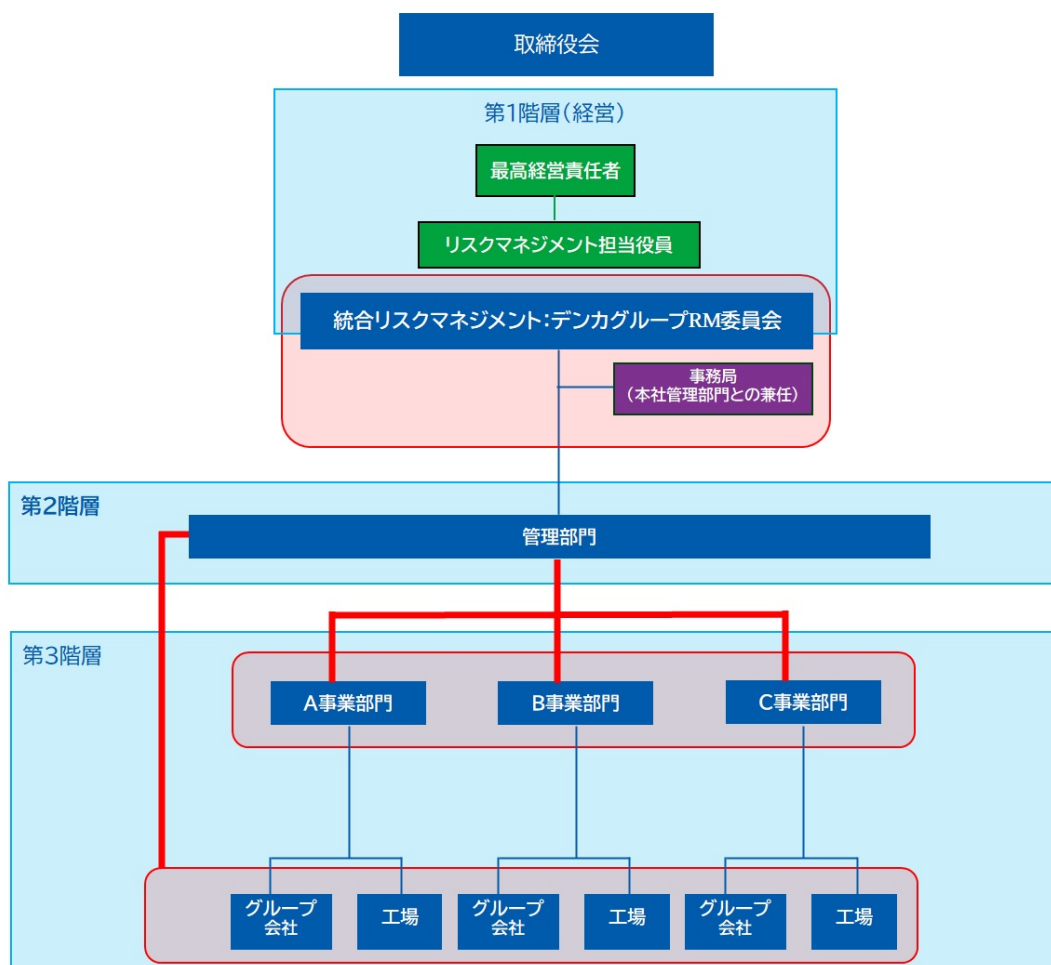 取締役会
第1階層（経営）
最高経営責任者
リスクマネジメント担当役員
統合リスクマネジメント：デンカグループRM委員会
事務局
（本社管理部門との兼任）
第2階層
管理部門
第3階層
A事業部門
B事業部門
C事業部門
グループ
会社
工場
グループ
会社
工場
グループ
会社
工場